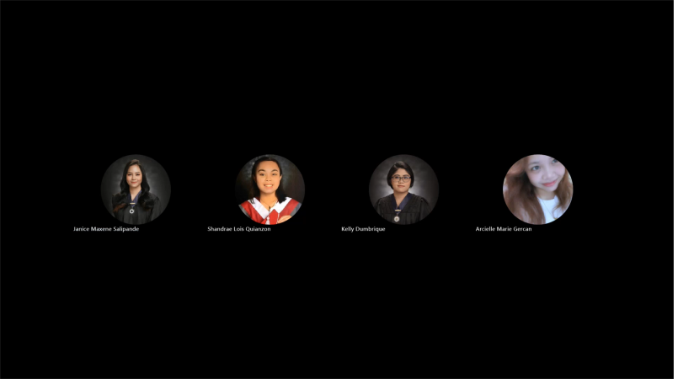 Janice Maxene Salipande
Shandrae Lois Quianzon
Kelly Dumbrique
Arcielle Marie Gercan